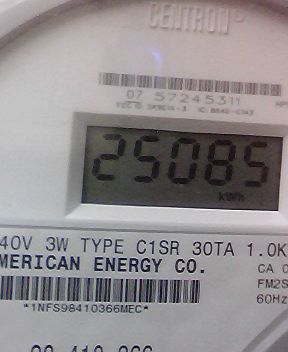 CENTRON®
07 57245311
25085
kWh
40V 3W TYPE C1SR 30TA 1.0K
MERICAN ENERGY CO.
CA 0
FM2S
60Hz
*1NFS98410366MEC*